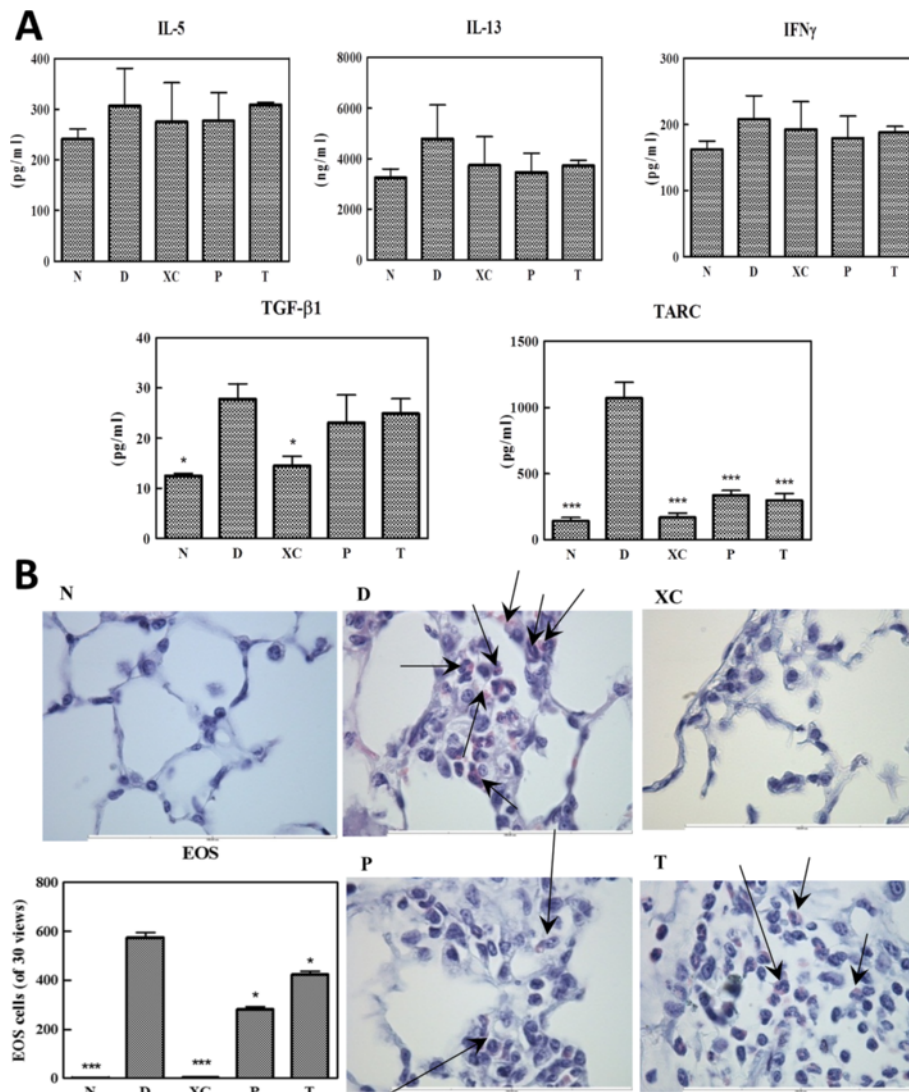 A
IL-5
400
300
200
100
0
(pg/ml)
N D XC P T
IL-13
8000
6000
4000
2000
0
(ng/ml)
N D XC P T
IFNγ
300
200
100
0
(pg/ml)
N D XC P T
TGF-β1
40
30
20
10
0
(pg/ml)
* *
N D XC P T
TARC
1500
1000
500
0
(pg/ml)
*** *** *** ***
N D XC P T
B
N
D
XC
EOS
800
600
400
200
0
EOS cells (of 30 views)
*** *** * *
N D XC P T
P
T